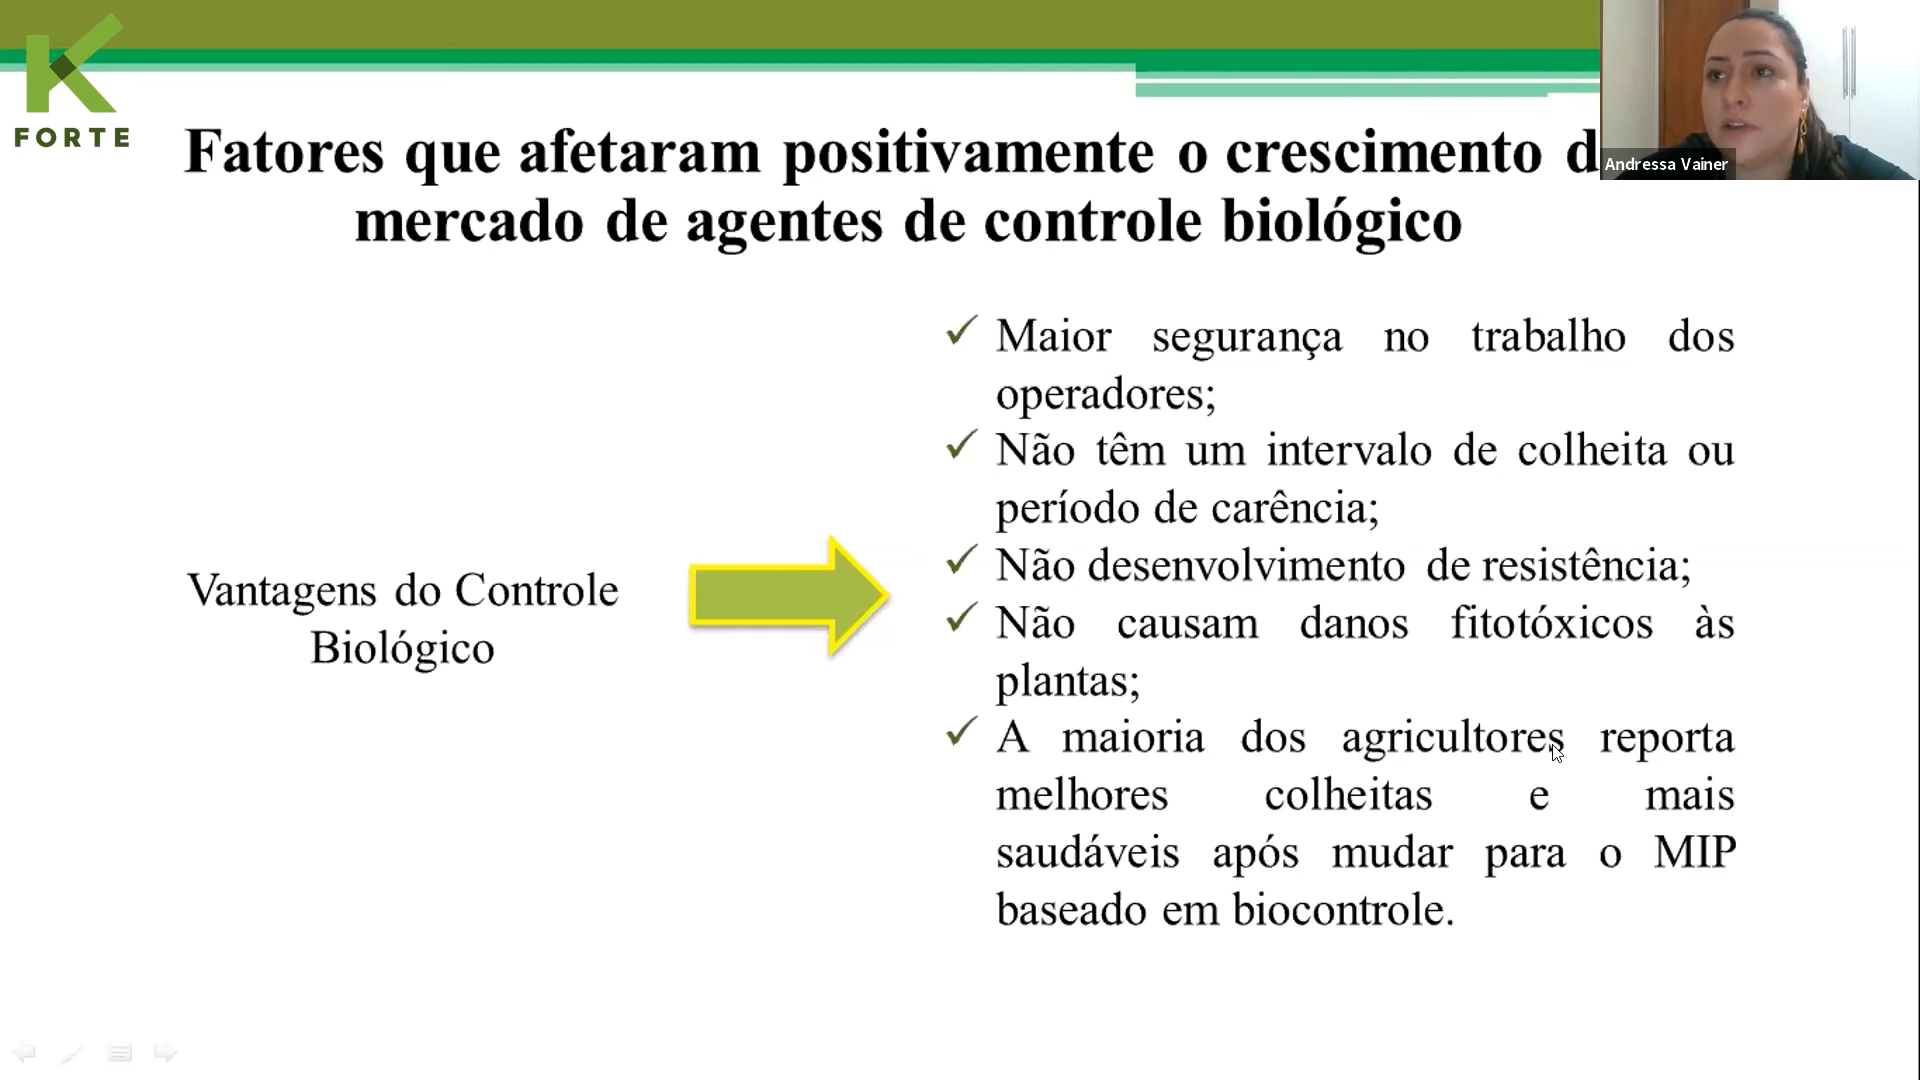 FORTE
Andressa Vainer
Fatores que afetaram positivamente o crescimento d
mercado de agentes de controle biológico
Vantagens do Controle
Biológico
✓ Maior segurança no trabalho dos
operadores;
✓ Não têm um intervalo de colheita ou
período de carência;
✓ Não desenvolvimento de resistência;
✓ Não causam danos fitotóxicos às
plantas;
✓ A maioria dos agricultores reporta
melhores colheitas e mais
saudáveis após mudar para o MIP
baseado em biocontrole.